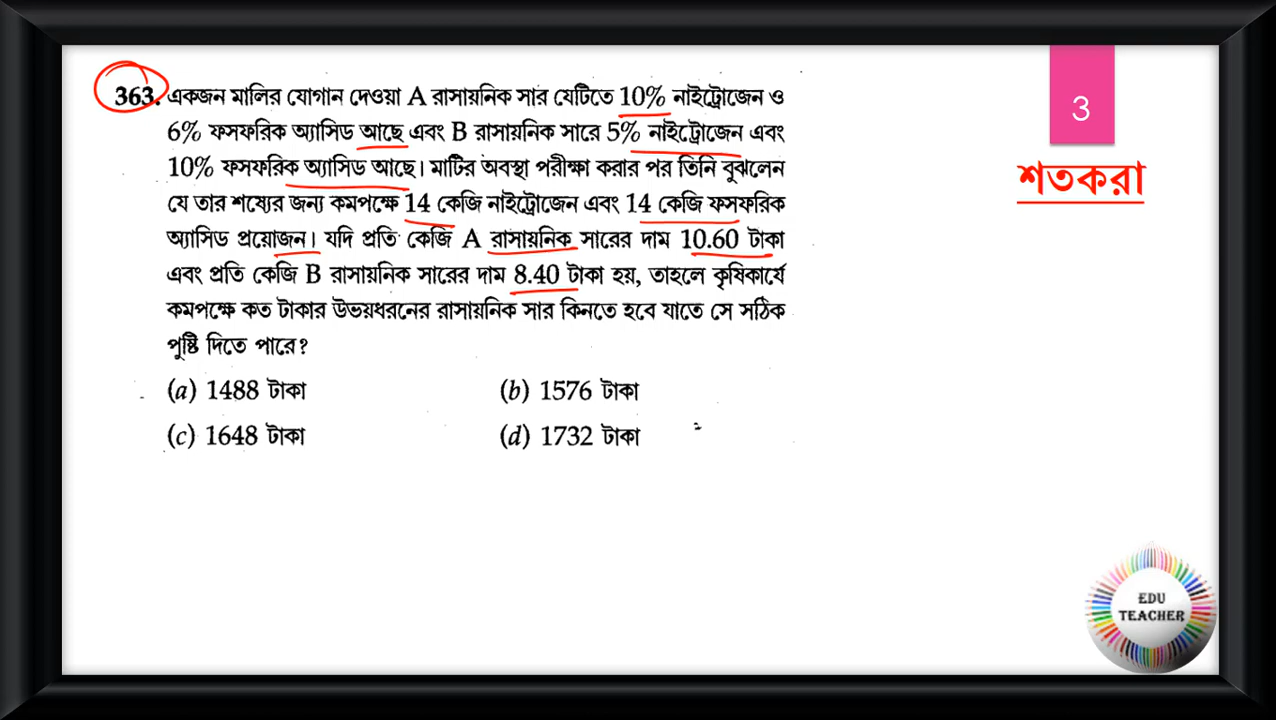 363. একজন মালির যোগান দেওয়া A রাসায়নিক সার যেটিতে 10% নাইট্রোজেন ও
6% ফসফরিক অ্যাসিড আছে এবং B রাসায়নিক সারে 5% নাইট্রোজেন এবং
10% ফসফরিক অ্যাসিড আছে। মাটির অবস্থা পরীক্ষা করার পর তিনি বুঝলেন
যে তার শষ্যের জন্য কমপক্ষে 14 কেজি নাইট্রোজেন এবং 14 কেজি ফসফরিক
অ্যাসিড প্রয়োজন। যদি প্রতি কেজি A রাসায়নিক সারের দাম 10.60 টাকা
এবং প্রতি কেজি B রাসায়নিক সারের দাম 8.40 টাকা হয়, তাহলে কৃষিকার্যে
কমপক্ষে কত টাকার উভয়ধরনের রাসায়নিক সার কিনতে হবে যাতে সে সঠিক
পুষ্টি দিতে পারে?
(a) 1488 টাকা (b) 1576 টাকা
(c) 1648 টাকা (d) 1732 টাকা
3
শতকরা
EDU
TEACHER